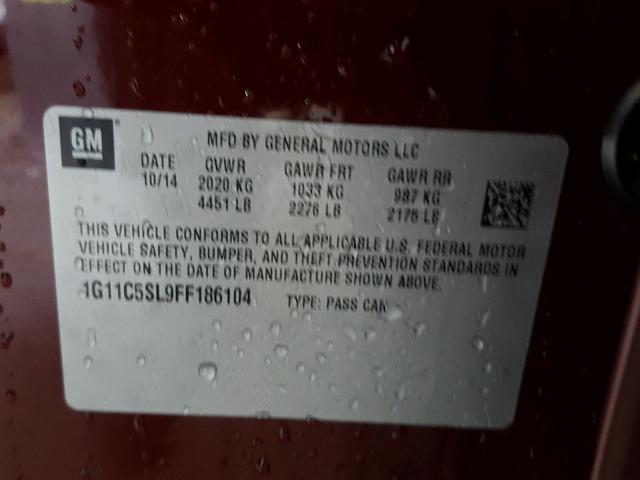 GM
MFD BY GENERAL MOTORS LLC
DATE GVWR GAWR FRT GAWR RR
10/14 2020 KG 1033 KG 987 KG
4451 LB 2276 LB 2175 LB
THIS VEHICLE CONFORMS TO ALL APPLICABLE U.S. FEDERAL MOTOR
VEHICLE SAFETY, BUMPER, AND THEFT PREVENTION STANDARDS IN
EFFECT ON THE DATE OF MANUFACTURE SHOWN ABOVE.
1G11C5SL9FF186104 TYPE: PASS CAR